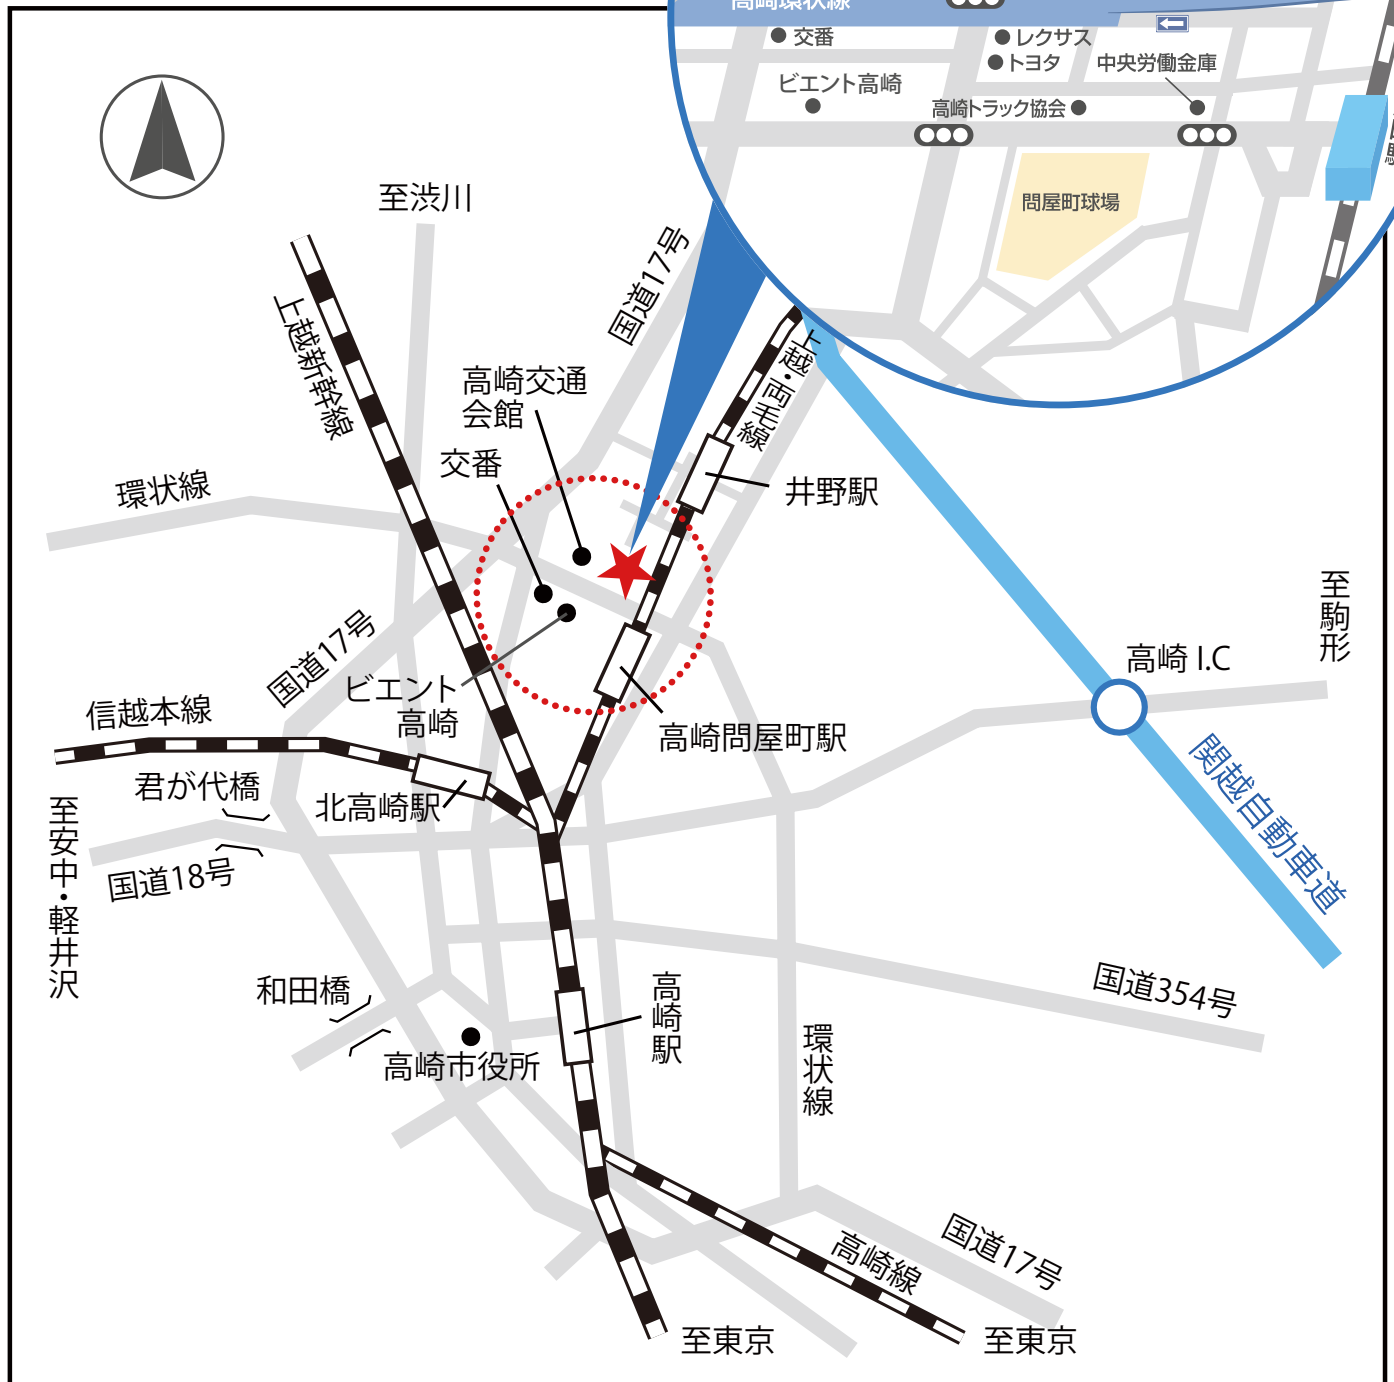 高崎環状線
交番
レクサス
トヨタ
中央労働金庫
ビエント高崎
高崎トラック協会
問屋町球場
至渋川
国道17号
上越新幹線
上越・両毛線
高崎交通
会館
交番
環状線
井野駅
至駒形
高崎 I.C
国道17号
ビエント
高崎
信越本線
高崎問屋町駅
関越自動車道
君が代橋
北高崎駅
至安中・軽井沢
国道18号
国道354号
和田橋
高崎駅
環状線
高崎市役所
国道17号
高崎線
至東京
至東京